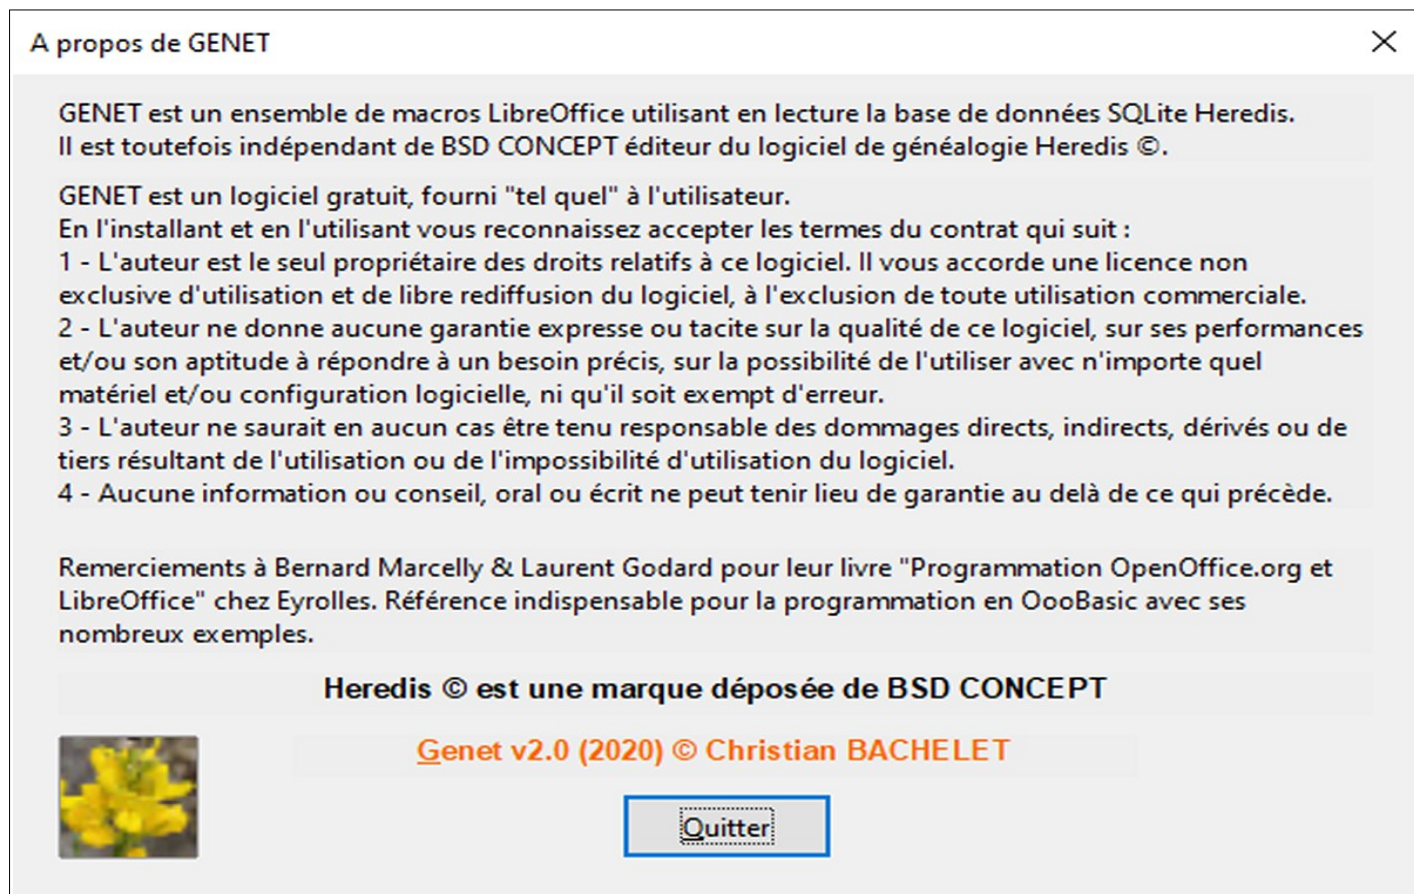 A propos de GENET
GENET est un ensemble de macros LibreOffice utilisant en lecture la base de données SQLite Heredis.
Il est toutefois indépendant de BSD CONCEPT éditeur du logiciel de généalogie Heredis ©.
GENET est un logiciel gratuit, fourni "tel quel" à l'utilisateur.
En l'installant et en l'utilisant vous reconnaissez accepter les termes du contrat qui suit :
1 - L'auteur est le seul propriétaire des droits relatifs à ce logiciel. Il vous accorde une licence non
exclusive d'utilisation et de libre rediffusion du logiciel, à l'exclusion de toute utilisation commerciale.
2 - L'auteur ne donne aucune garantie expresse ou tacite sur la qualité de ce logiciel, sur ses performances
et/ou son aptitude à répondre à un besoin précis, sur la possibilité de l'utiliser avec n'importe quel
matériel et/ou configuration logicielle, ni qu'il soit exempt d'erreur.
3 - L'auteur ne saurait en aucun cas être tenu responsable des dommages directs, indirects, dérivés ou de
tiers résultant de l'utilisation ou de l'impossibilité d'utilisation du logiciel.
4 - Aucune information ou conseil, oral ou écrit ne peut tenir lieu de garantie au delà de ce qui précède.
Remerciements à Bernard Marcelly & Laurent Godard pour leur livre "Programmation OpenOffice.org et
LibreOffice" chez Eyrolles. Référence indispensable pour la programmation en OooBasic avec ses
nombreux exemples.
Heredis © est une marque déposée de BSD CONCEPT
Genet v2.0 (2020) © Christian BACHELET
Quitter